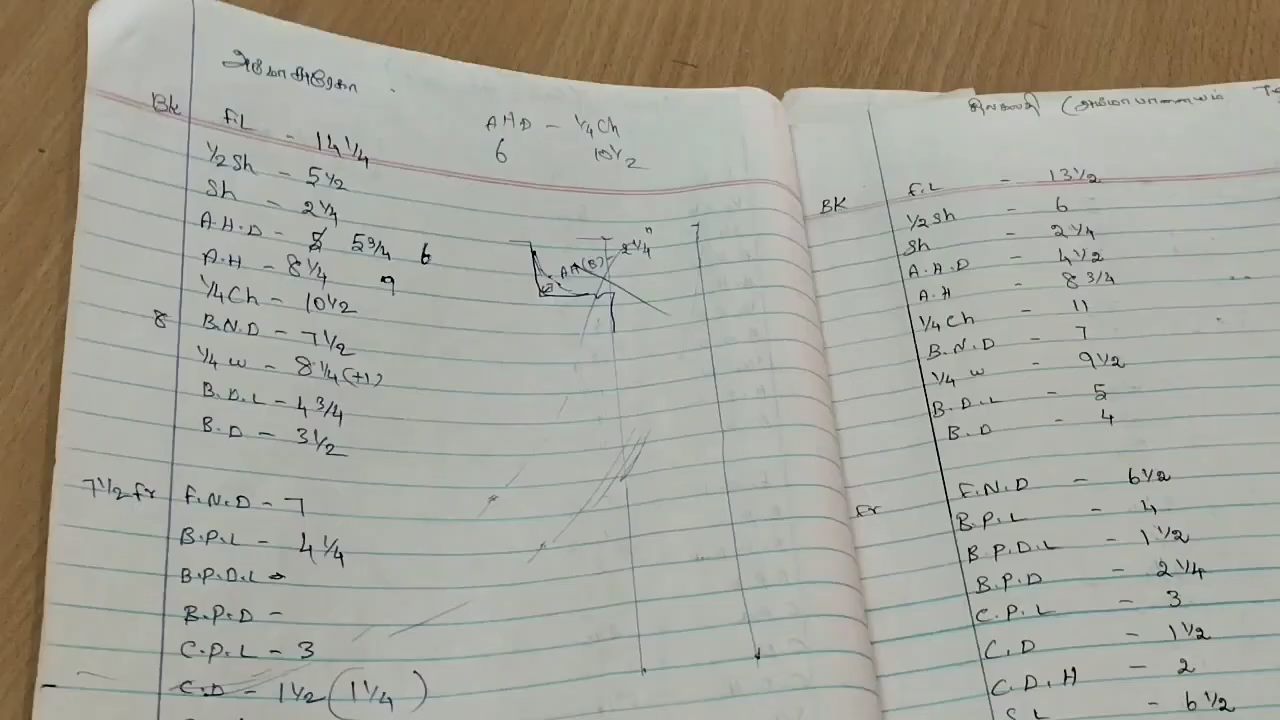 Bk F.L - 14 1/4
AHD - 1/4 Ch
6 10 1/2
1/2 Sh - 5 1/2
Sh - 2 1/4
A.H.D - 5 3/4 6
A.H - 8 1/4 9
1/4 Ch - 10 1/2
8 B.N.D - 7 1/2
1/4 w - 8 1/4 (+1)
B.D.L - 4 3/4
B.D - 3 1/2
2 1/4"
7 1/2 Fr F.N.D - 7
B.P.L - 4 1/4
B.P.D.L -
B.P.D -
C.P.L - 3
C.D - 1 1/2 (1 1/4)
BK F.L - 13 1/2
1/2 Sh - 6
Sh - 2 1/4
A.A.D - 4 1/2
A.H - 8 3/4
1/4 Ch - 11
B.N.D - 7
1/4 w - 9 1/2
B.D.L - 5
B.D - 4
Fr F.N.D - 6 1/2
B.P.L - 4
B.P.D.L - 1 1/2
B.P.D - 2 1/4
C.P.L - 3
C.D - 1 1/2
C.D.H - 2
S.L - 6 1/2